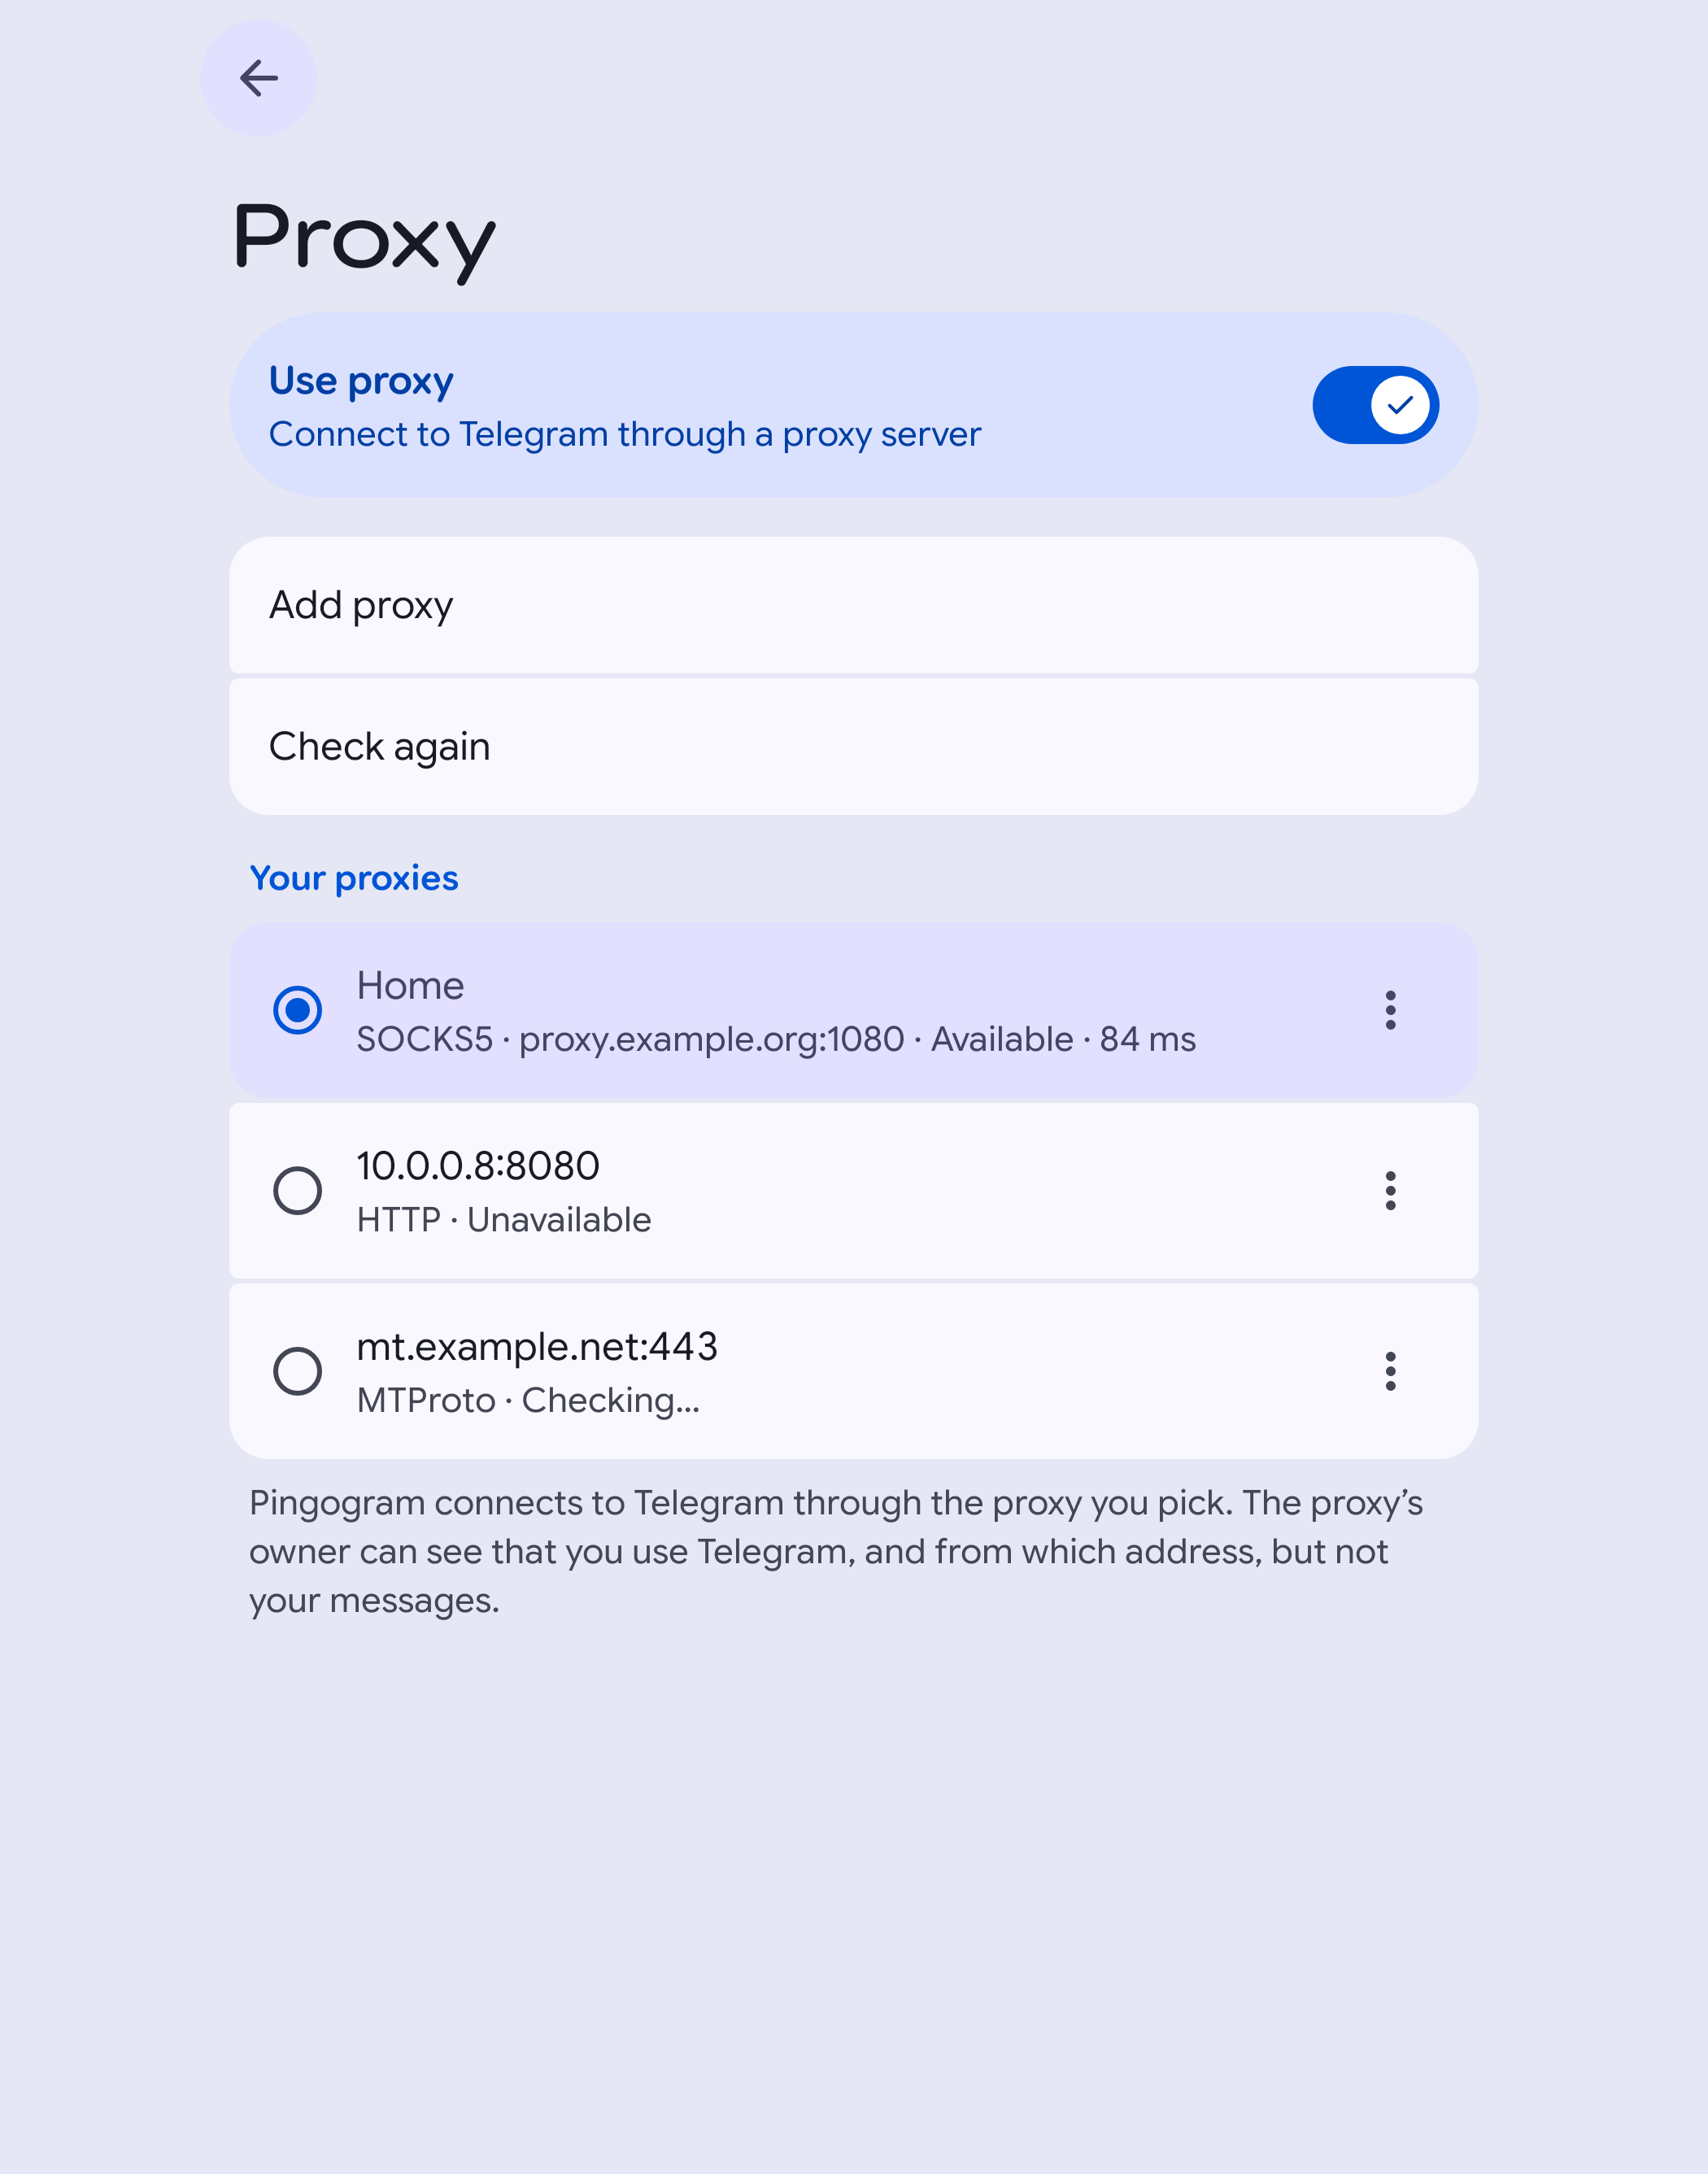 Proxy
Use proxy
Connect to Telegram through a proxy server
Add proxy
Check again
Your proxies
Home
SOCKS5 · proxy.example.org:1080 · Available · 84 ms
10.0.0.8:8080
HTTP · Unavailable
mt.example.net:443
MTProto · Checking…
Pingogram connects to Telegram through the proxy you pick. The proxy’s
owner can see that you use Telegram, and from which address, but not
your messages.